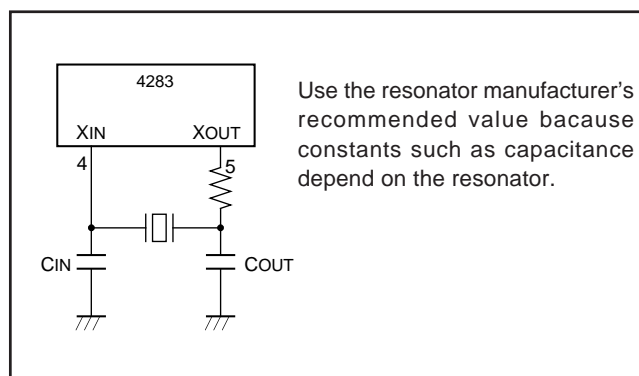 4283
XIN XOUT
4 5
CIN COUT
Use the resonator manufacturer's
recommended value bacause
constants such as capacitance
depend on the resonator.